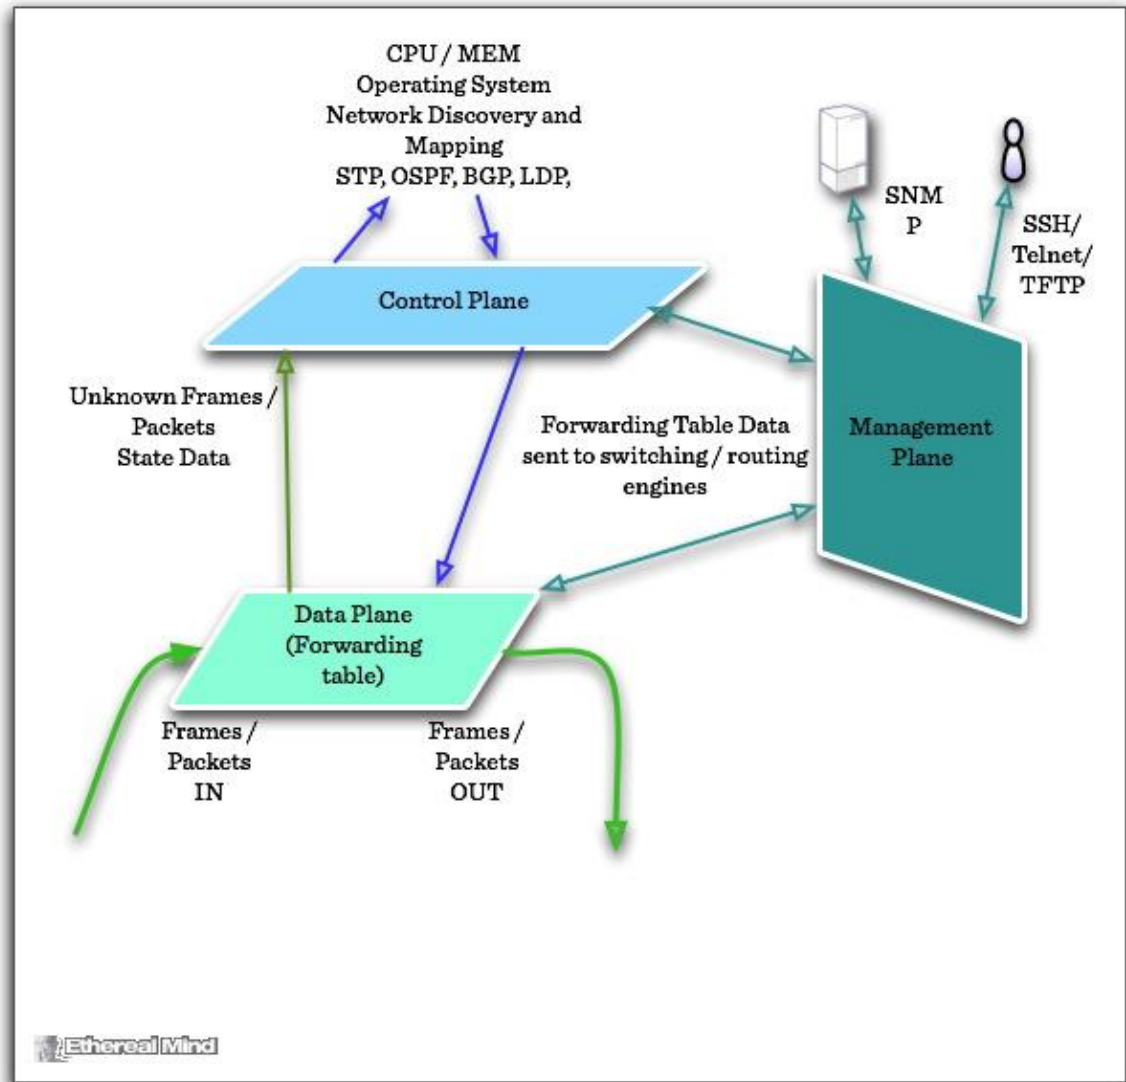 CPU / MEM
Operating System
Network Discovery and
Mapping
STP, OSPF, BGP, LDP,
SNM
P
SSH/
Telnet/
TFTP
Control Plane
Unknown Frames /
Packets
State Data
Forwarding Table Data
sent to switching / routing
engines
Management
Plane
Data Plane
(Forwarding
table)
Frames /
Packets
IN
Frames /
Packets
OUT
Ethereal Mind